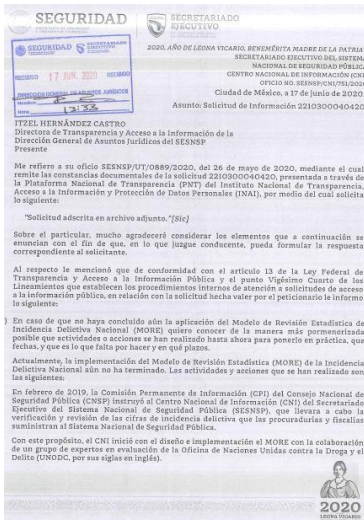 SEGURIDAD
SECRETARIADO
EJECUTIVO
SEGURIDAD
SECRETARIADO
EJECUTIVO
RECIBIDO 17 JUN. 2020 RECIBIDO
DIRECCIÓN GENERAL DE ASUNTOS JURÍDICOS
Nombre
Hora 13:33
2020, AÑO DE LEONA VICARIO, BENEMÉRITA MADRE DE LA PATRIA
SECRETARIADO EJECUTIVO DEL SISTEMA
NACIONAL DE SEGURIDAD PÚBLICA
CENTRO NACIONAL DE INFORMACIÓN (CNI)
OFICIO NO. SESNSP/CNI/751/2020
Ciudad de México, a 17 de junio de 2020
Asunto: Solicitud de Información 2210300040420
ITZEL HERNÁNDEZ CASTRO
Directora de Transparencia y Acceso a la Información de la
Dirección General de Asuntos Jurídicos del SESNSP
Presente
Me refiero a su oficio SESNSP/UT/0889/2020, del 26 de mayo de 2020, mediante el cual
remite las constancias documentales de la solicitud 2210300040420, presentada a través de
la Plataforma Nacional de Transparencia (PNT) del Instituto Nacional de Transparencia,
Acceso a la Información y Protección de Datos Personales (INAI), por medio del cual solicita
lo siguiente:
"Solicitud adscrita en archivo adjunto."[Sic]
Sobre el particular, mucho agradeceré considerar los elementos que a continuación se
enuncian con el fin de que, en lo que juzgue conducente, pueda formular la respuesta
correspondiente al solicitante.
Al respecto le mencionó que de conformidad con el artículo 13 de la Ley Federal de
Transparencia y Acceso a la Información Pública y el punto Vigésimo Cuarto de los
Lineamientos que establecen los procedimientos internos de atención a solicitudes de acceso
a la información pública, en relación con la solicitud hecha valer por el peticionario le informo
lo siguiente:
) En caso de que no haya concluido aún la aplicación del Modelo de Revisión Estadística de
Incidencia Delictiva Nacional (MORE) quiero conocer de la manera más pormenorizada
posible que actividades o acciones se han realizado hasta ahora para ponerlo en práctica, que
fechas, y que es lo que falta por hacer y en qué plazos.
Actualmente, la implementación del Modelo de Revisión Estadística (MORE) de la Incidencia
Delictiva Nacional aún no ha terminado. Las actividades y acciones que se han realizado son
las siguientes:
En febrero de 2019, la Comisión Permanente de Información (CPI) del Consejo Nacional de
Seguridad Pública (CNSP) instruyó al Centro Nacional de Información (CNI) del Secretariado
Ejecutivo del Sistema Nacional de Seguridad Pública (SESNSP), que llevara a cabo la
verificación y revisión de las cifras de incidencia delictiva que las procuradurías y fiscalías
suministran al Sistema Nacional de Seguridad Pública.
Con este propósito, el CNI inició con el diseño e implementación el MORE con la colaboración
de un grupo de expertos en evaluación de la Oficina de Naciones Unidas contra la Droga y el
Delito (UNODC, por sus siglas en inglés).
2020
LEONA VICARIO